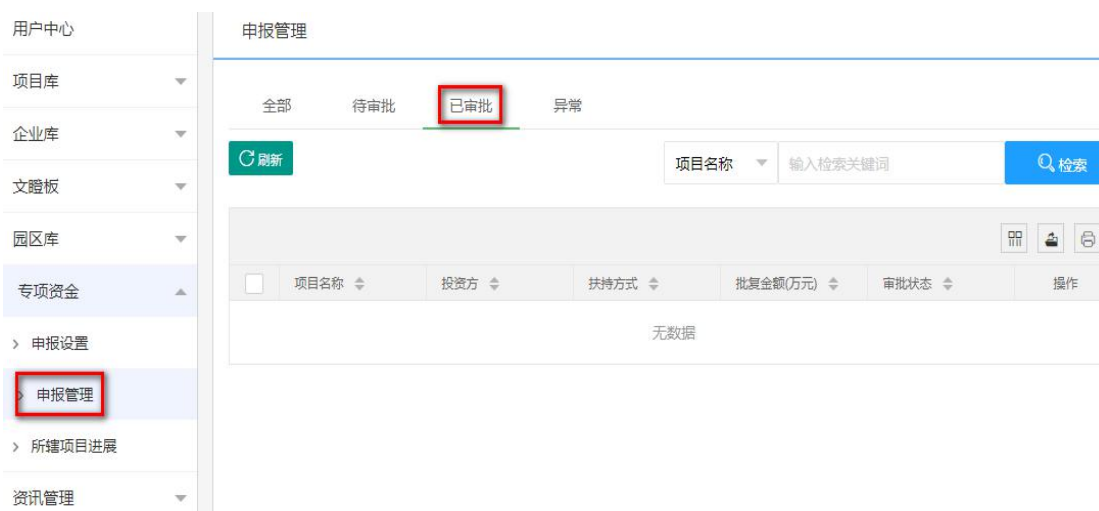 用户中心
项目库
企业库
文瞪板
园区库
专项资金
申报设置
申报管理
所辖项目进展
资讯管理
申报管理
全部 待审批 已审批 异常
刷新 项目名称 输入检索关键词 检索
项目名称 投资方 扶持方式 批复金额(万元) 审批状态 操作
无数据